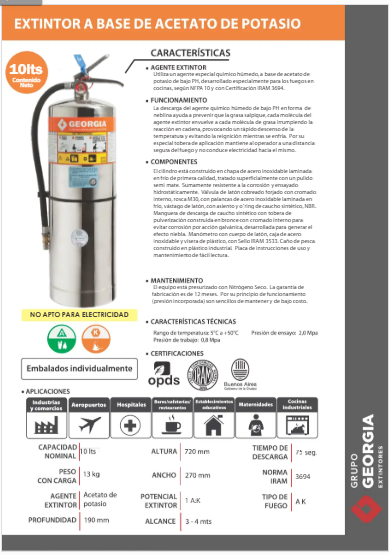 EXTINTOR A BASE DE ACETATO DE POTASIO
10lts
Contenido
Neto
CARACTERÍSTICAS
• AGENTE EXTINTOR
Utiliza un agente especial químico húmedo, a base de acetato de
potasio de bajo PH, desarrollado especialmente para los fuegos en
cocinas, según NFPA 10 y con Certificación IRAM 3694.
• FUNCIONAMIENTO
La descarga del agente químico húmedo de bajo PH en forma de
neblina ayuda a prevenir que la grasa salpique, cada molécula del
agente extintor envuelve a cada molécula de grasa irrumpiendo la
reacción en cadena, provocando un rápido descenso de la
temperatura y evitando la reignición mientras se enfría. Por su
especial tobera de aplicación mantiene al operador a una distancia
segura del fuego y no conduce electricidad hacia el mismo.
• COMPONENTES
El cilindro está construido en chapa de acero inoxidable laminada
en frío de primera calidad, tratado superficialmente con un pulido
semi mate. Sumamente resistente a la corrosión y ensayado
hidrostáticamente. Válvula de latón cobreado forjado con cromado
interno, rosca M30, con palancas de acero inoxidable laminada en
frío, vástago de latón, con asiento y o´ring de caucho sintético, NBR.
Manguera de descarga de caucho sintético con tobera de
pulverización construida en bronce con cromado interno para
evitar corrosión por acción galvánica, desarrollada para generar el
efecto niebla. Manómetro con cuerpo de latón, caja de acero
inoxidable y visera de plástico, con Sello IRAM 3533. Caño de pesca
construido en plástico industrial. Placa de instrucciones de uso y
mantenimiento de fácil lectura.
• MANTENIMIENTO
El equipo está presurizado con Nitrógeno Seco. La garantía de
fabricación es de 12 meses. Por su principio de funcionamiento
(presión incorporada) son sencillos de mantener y de bajo costo.
GEORGIA
NO APTO PARA ELECTRICIDAD
A
K
• CARACTERÍSTICAS TÉCNICAS
Rango de temperatura: 5°C a +50°C Presión de ensayo: 2,0 Mpa
Presión de trabajo: 0,8 Mpa
• CERTIFICACIONES
opds
Buenos Aires
Embalados individualmente
• APLICACIONES
Industrias
y comercios
Aeropuertos
Hospitales
Bares/cafeterías/
restaurantes
Establecimientos
educativos
Maternidades
Cocinas
industriales
CAPACIDAD
NOMINAL
10 lts
ALTURA
720 mm
TIEMPO DE
DESCARGA
75 seg.
PESO
CON CARGA
13 kg
ANCHO
270 mm
NORMA
IRAM
3694
AGENTE
EXTINTOR
Acetato de
potasio
POTENCIAL
EXTINTOR
1 A:K
TIPO DE
FUEGO
A K
PROFUNDIDAD
190 mm
ALCANCE
3 - 4 mts
GRUPO
GEORGIA
EXTINTORES